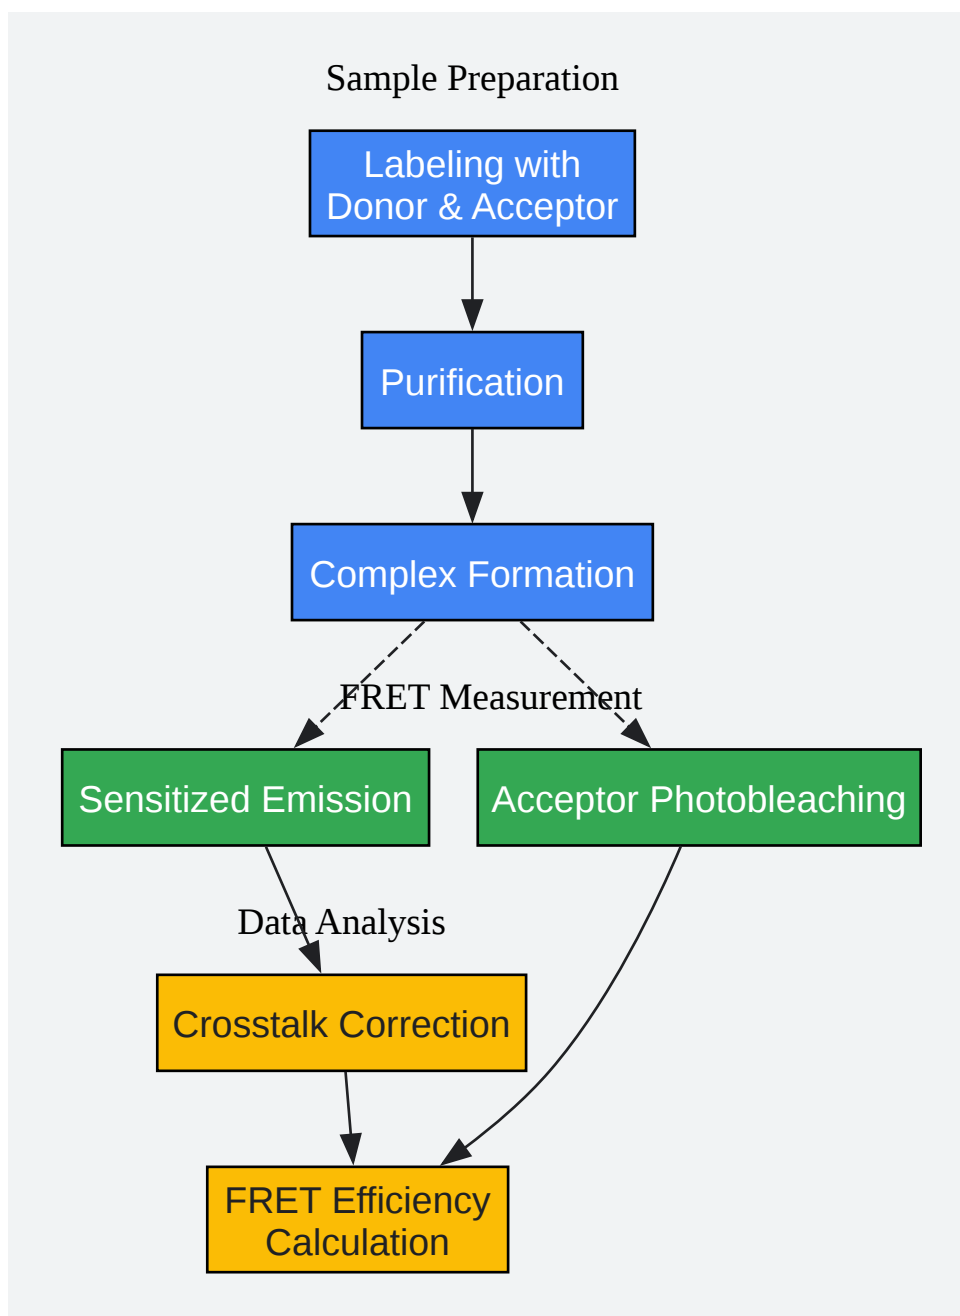 Sample Preparation
Labeling with
Donor & Acceptor
Purification
Complex Formation
FRET Measurement
Sensitized Emission
Acceptor Photobleaching
Data Analysis
Crosstalk Correction
FRET Efficiency
Calculation